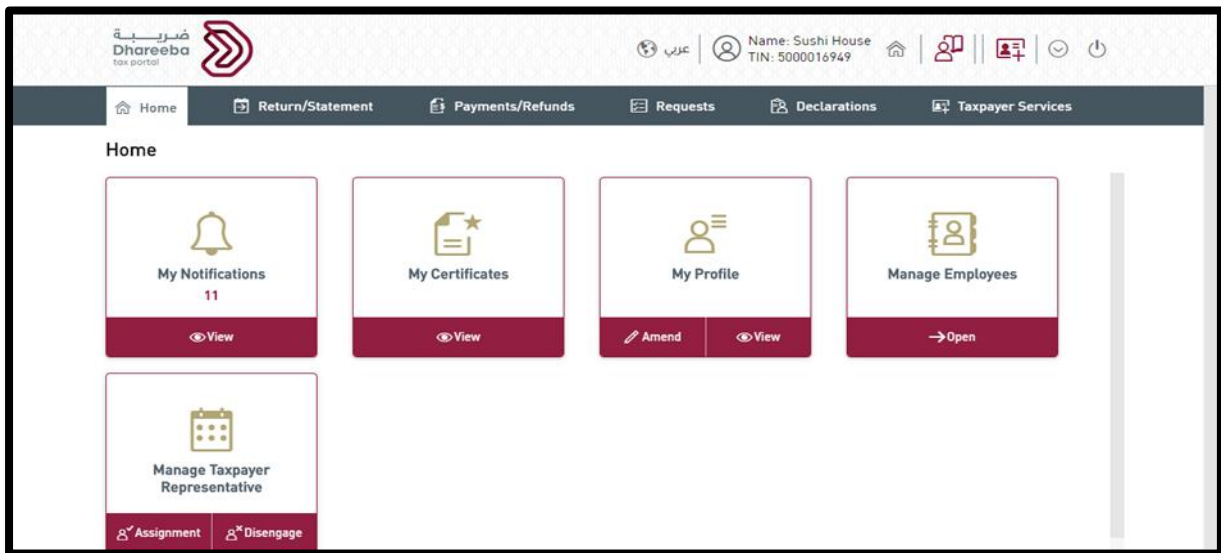 ضريبة
Dhareeba
tax portal
عربي
Name: Sushi House
TIN: 5000016949
Home
Return/Statement
Payments/Refunds
Requests
Declarations
Taxpayer Services
Home
My Notifications
11
View
My Certificates
View
My Profile
Amend
View
Manage Employees
Open
Manage Taxpayer
Representative
Assignment
Disengage